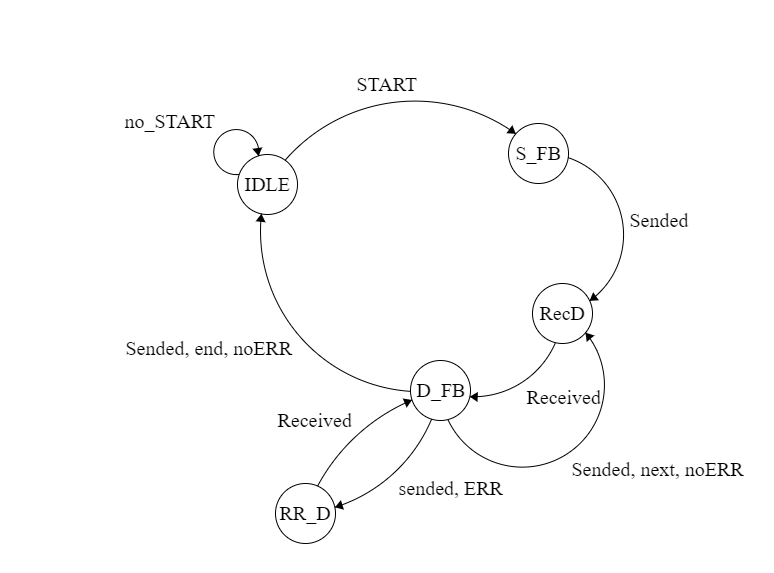 START
no_START
S_FB
IDLE
Sended
RecD
Sended, end, noERR
D_FB
Received
Received
Sended, next, noERR
sended, ERR
RR_D